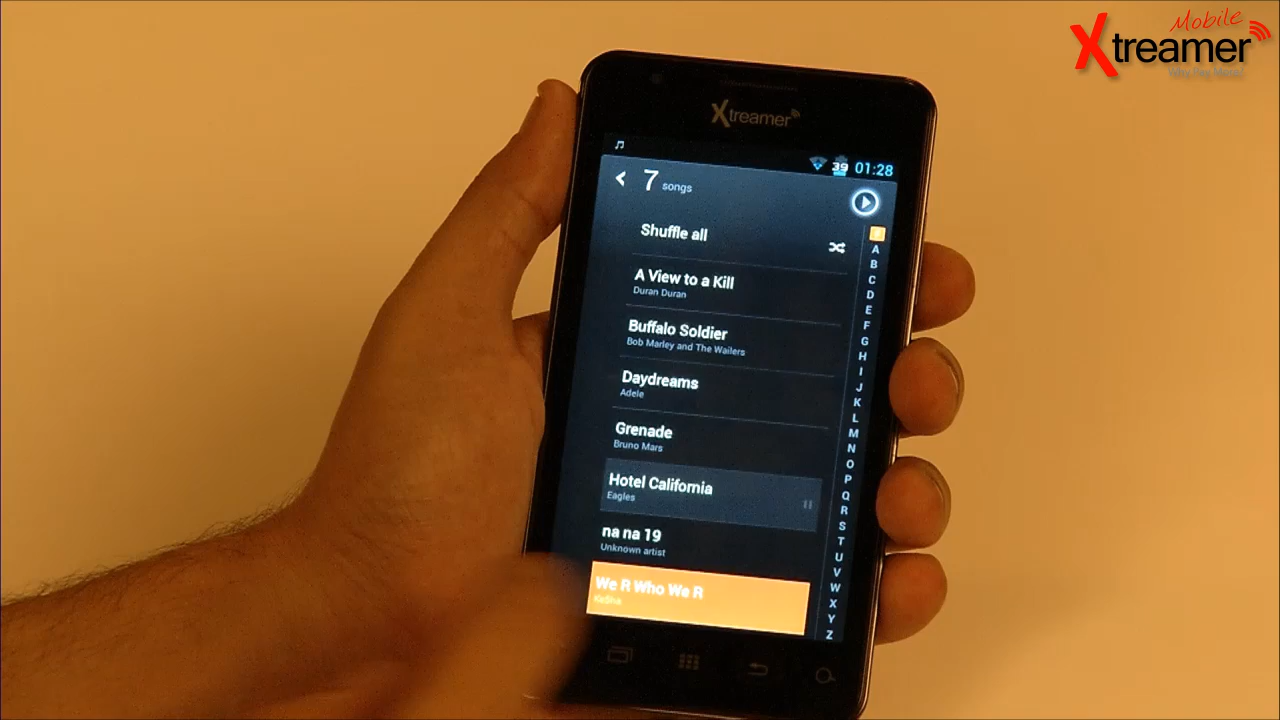 Mobile
Xtreamer
Xtreamer
39 01:28
7 songs
Shuffle all
#
A View to a Kill
Duran Duran
A
B
C
D
Buffalo Soldier
Bob Marley and The Wailers
E
F
G
H
Daydreams
Adele
I
J
K
L
Grenade
Bruno Mars
M
N
O
Hotel California
Eagles
P
Q
R
S
na na 19
Unknown artist
T
U
V
We R Who We R
Ke$ha
W
X
Y
Z